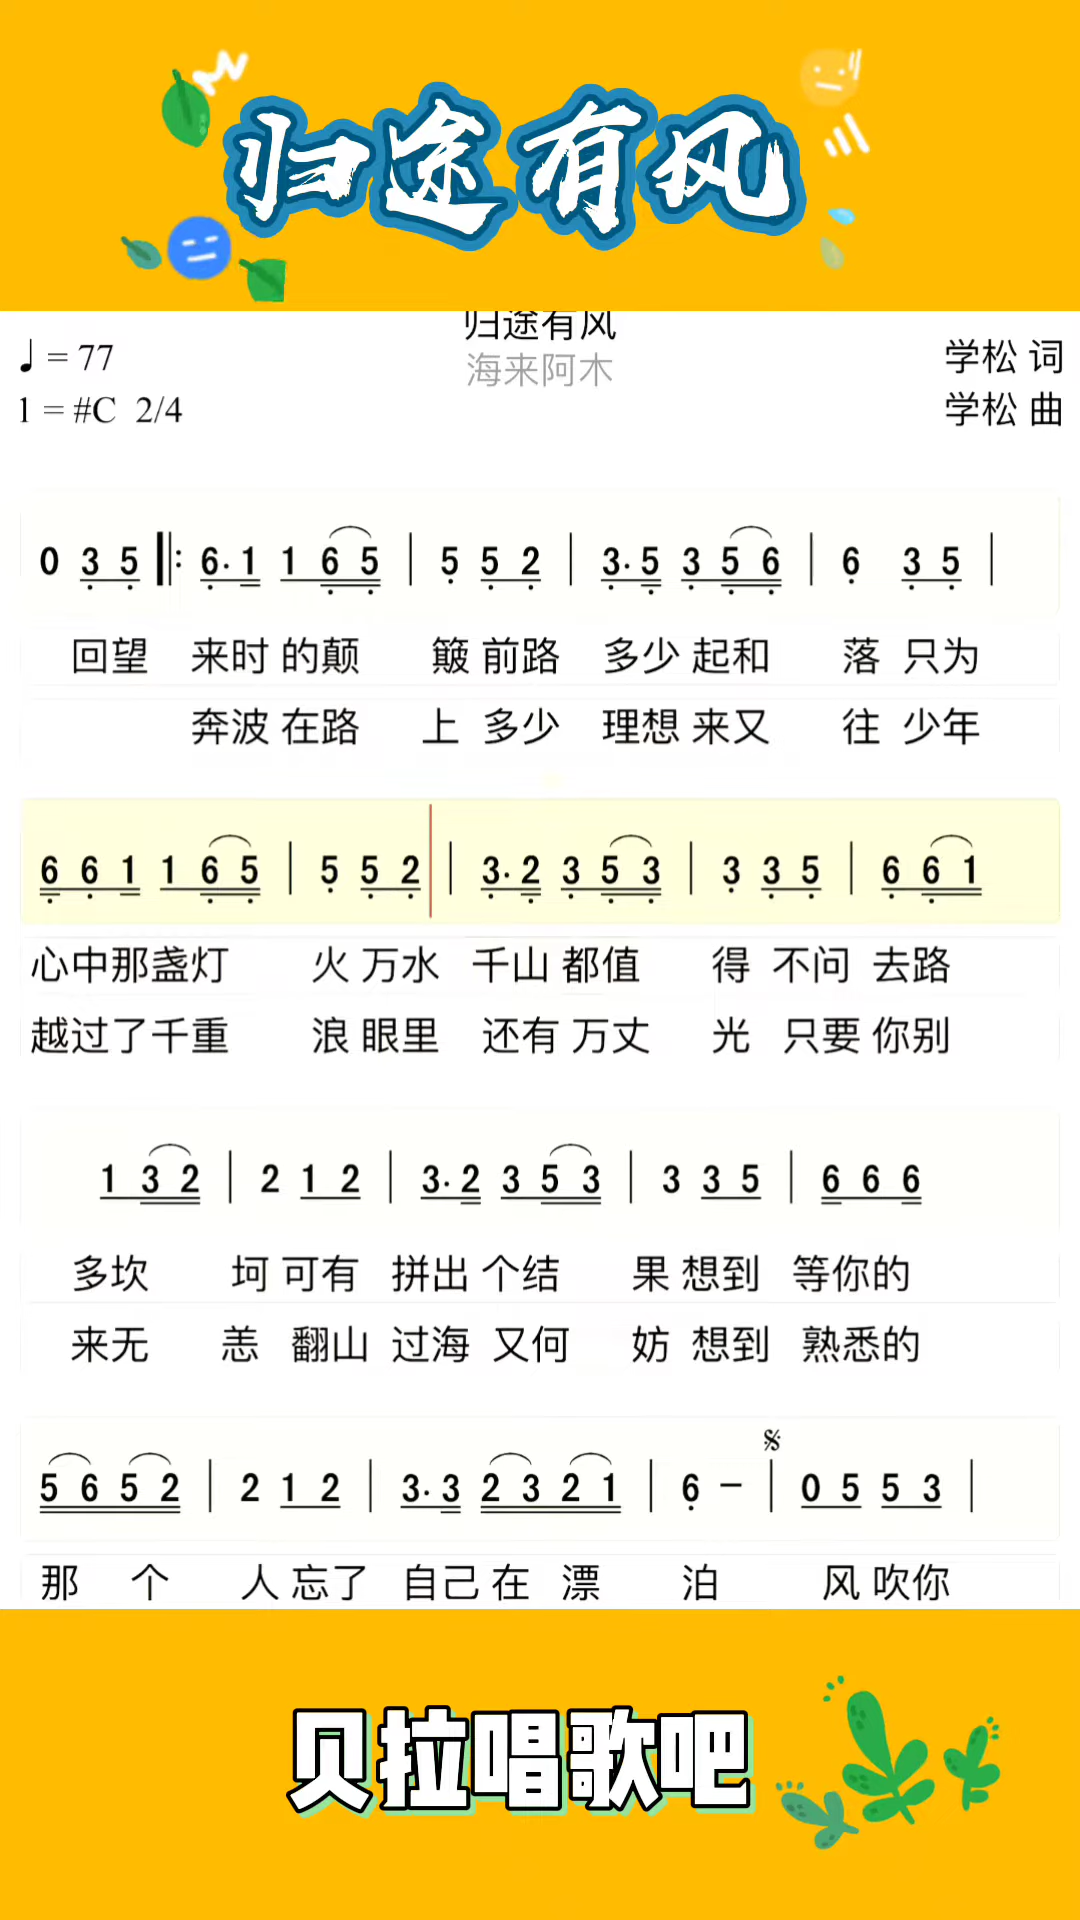 归途有风
归途有风
♩= 77
海来阿木
学松 词
1 = #C 2/4
学松 曲
0 3 5 ‖: 6· 1 1 6 5 | 5 5 2 | 3· 5 3 5 6 | 6 3 5 |
回望 来时 的颠 簸 前路 多少 起和 落 只为
奔波 在路 上 多少 理想 来又 往 少年
6 6 1 1 6 5 | 5 5 2 | 3· 2 3 5 3 | 3 3 5 | 6 6 1
心中那盏灯 火 万水 千山 都值 得 不问 去路
越过了千重 浪 眼里 还有 万丈 光 只要 你别
1 3 2 | 2 1 2 | 3· 2 3 5 3 | 3 3 5 | 6 6 6
多坎 坷 可有 拼出 个结 果 想到 等你的
来无 恙 翻山 过海 又何 妨 想到 熟悉的
𝄋
5 6 5 2 | 2 1 2 | 3· 3 2 3 2 1 | 6 – | 0 5 5 3 |
那 个 人 忘了 自己 在 漂 泊 风 吹你
贝拉唱歌吧